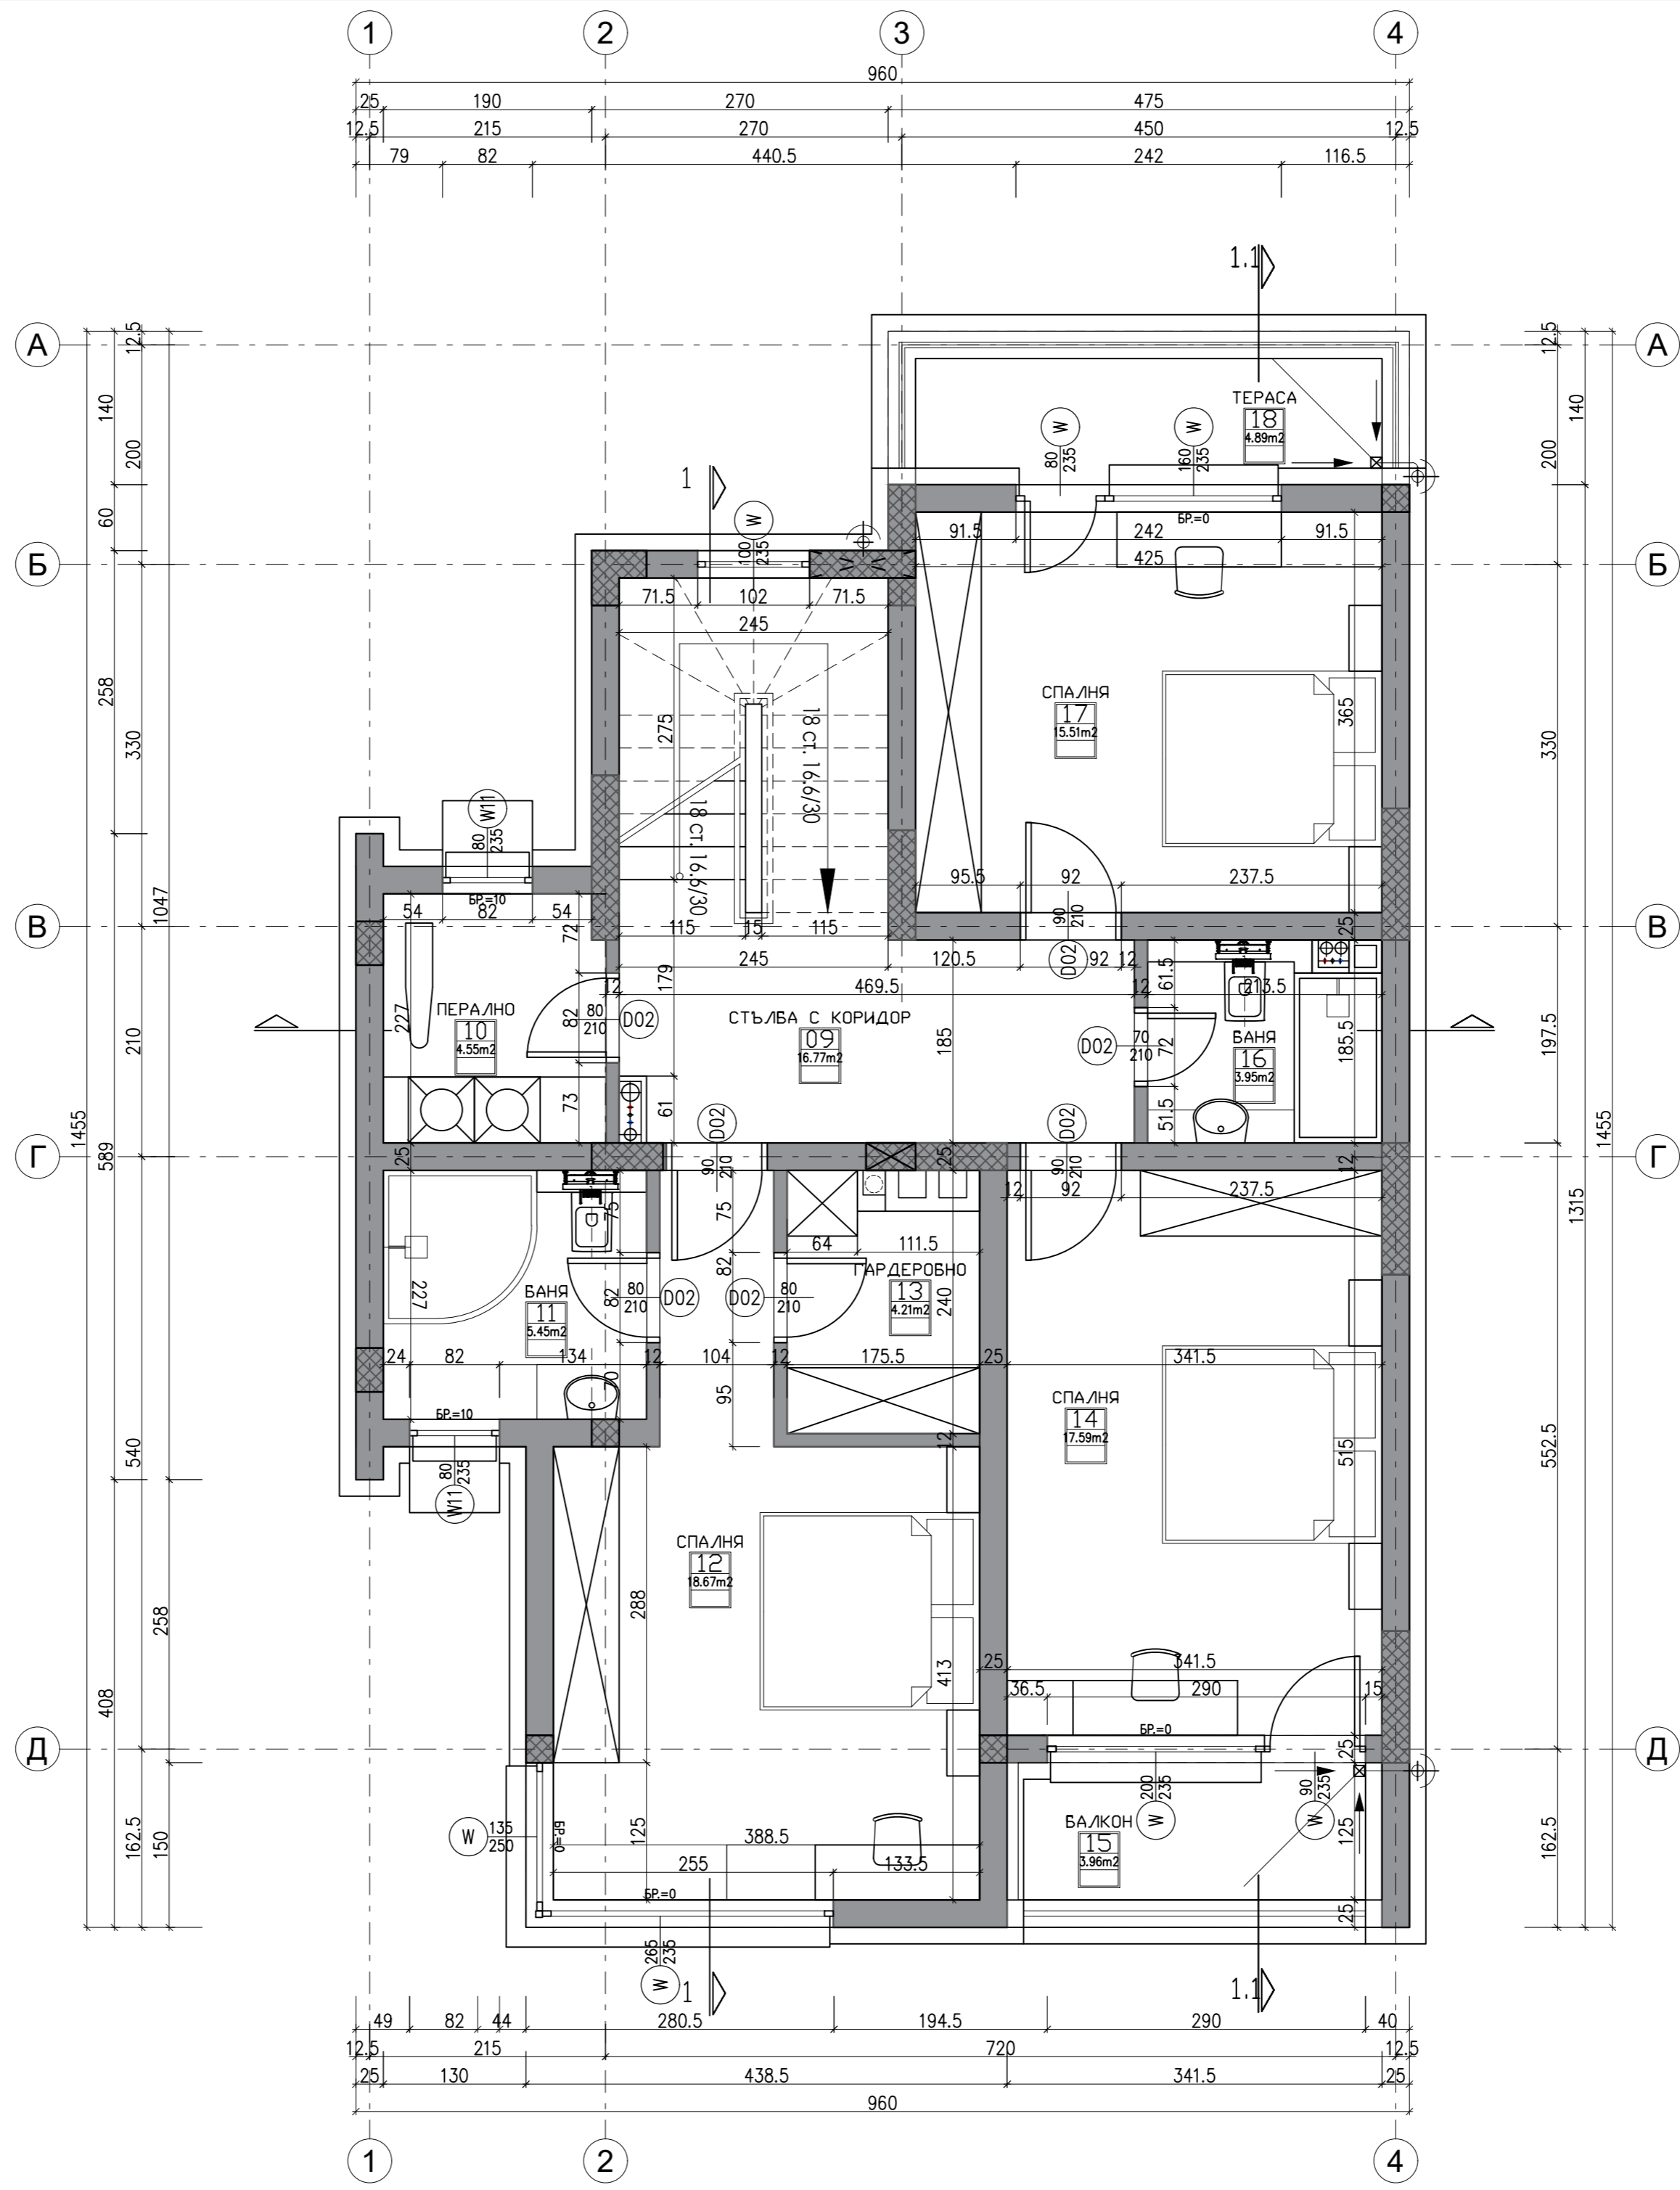 1 2 3 4
960
25 190 270 475
12.5 215 270 450 12.5
79 82 440.5 242 116.5
1.1
А А
12.5 12.5
140 140
200 200
ТЕРАСА
18
4.89m2
W W
80 235 160 235
1
W
100 235
60
БР.=0
91.5 242 91.5
425
Б Б
71.5 102 71.5
245
258
330 330
275
18 СТ. 16.6/30
18 СТ. 16.6/30
СПАЛНЯ
17
15.51m2
365
W11
80 235
БР.=10
54 82 54
95.5 92 237.5
90 210
25
В В
1047
72
115 15 115
245 120.5 92 12
D02
61.5
179
12 469.5 12 213.5
227
ПЕРАЛНО
10
4.55m2
82
80 210
D02
СТЪЛБА С КОРИДОР
09
16.77m2
185
D02
70 210
72
БАНЯ
16
3.95m2
185.5
210 197.5
73
61
51.5
1455 589
D02 D02
1455 1315
Г Г
25
90 210
25
90 210
12
12 92 237.5
75 75
64 111.5
ГАРДЕРОБНО
13
4.21m2
240
227
БАНЯ
11
5.45m2
82
80 210
D02
82
D02
80 210
24 82 134 12 104 12 175.5 25 341.5
70
95
БР.=10
12
СПАЛНЯ
14
17.59m2
515
540 552.5
80 235
W11
СПАЛНЯ
12
18.67m2
258
288
413
25 341.5
36.5 290 15
408
БР.=0
Д Д
25
200 235
90 235
W W
W
135 250
БР.=0
125
388.5
255 133.5
БР.=0
БАЛКОН
15
3.96m2
125
162.5 150 162.5
25
265 235
W
1 1.1
49 82 44 280.5 194.5 290 40
12.5 215 720 12.5
25 130 438.5 341.5 25
960
1 2 4